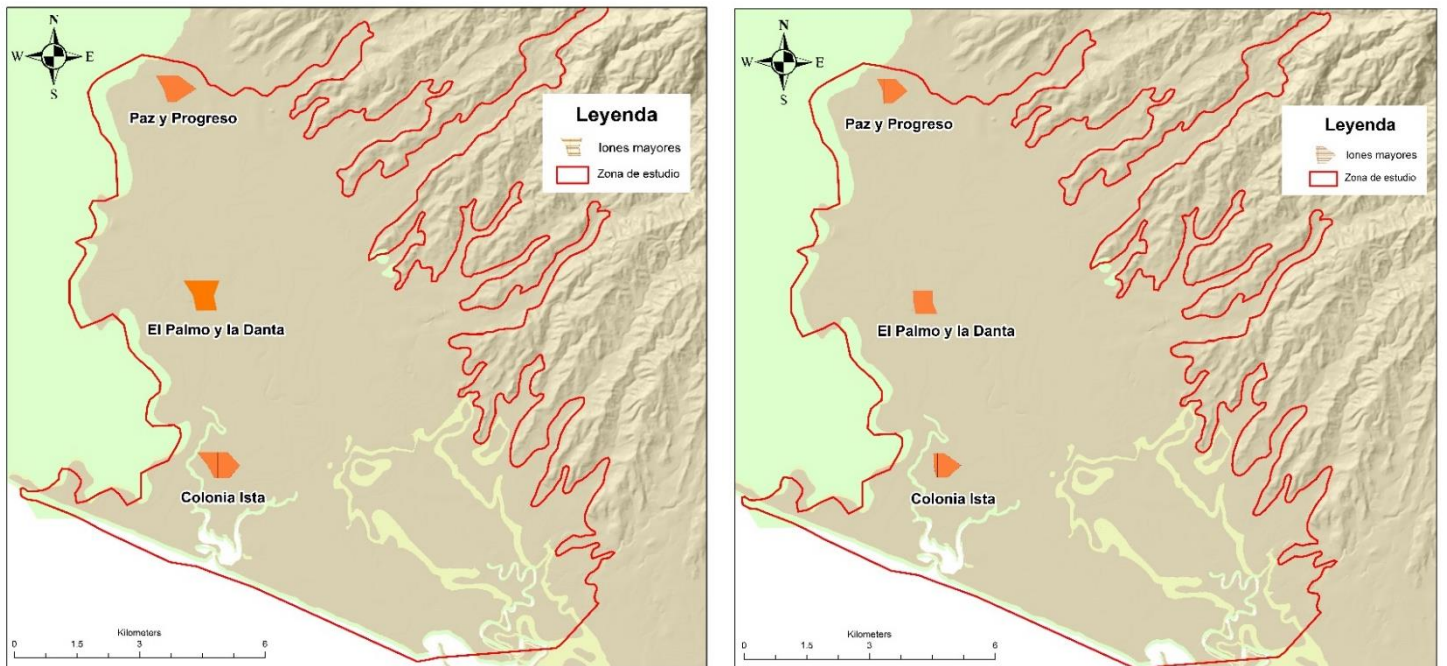 N
W E
S
Paz y Progreso
Leyenda
Iones mayores
Zona de estudio
El Palmo y la Danta
Colonia Ista
Kilometers
0 1.5 3 6
N
W E
S
Paz y Progreso
Leyenda
Iones mayores
Zona de estudio
El Palmo y la Danta
Colonia Ista
Kilometers
0 1.5 3 6